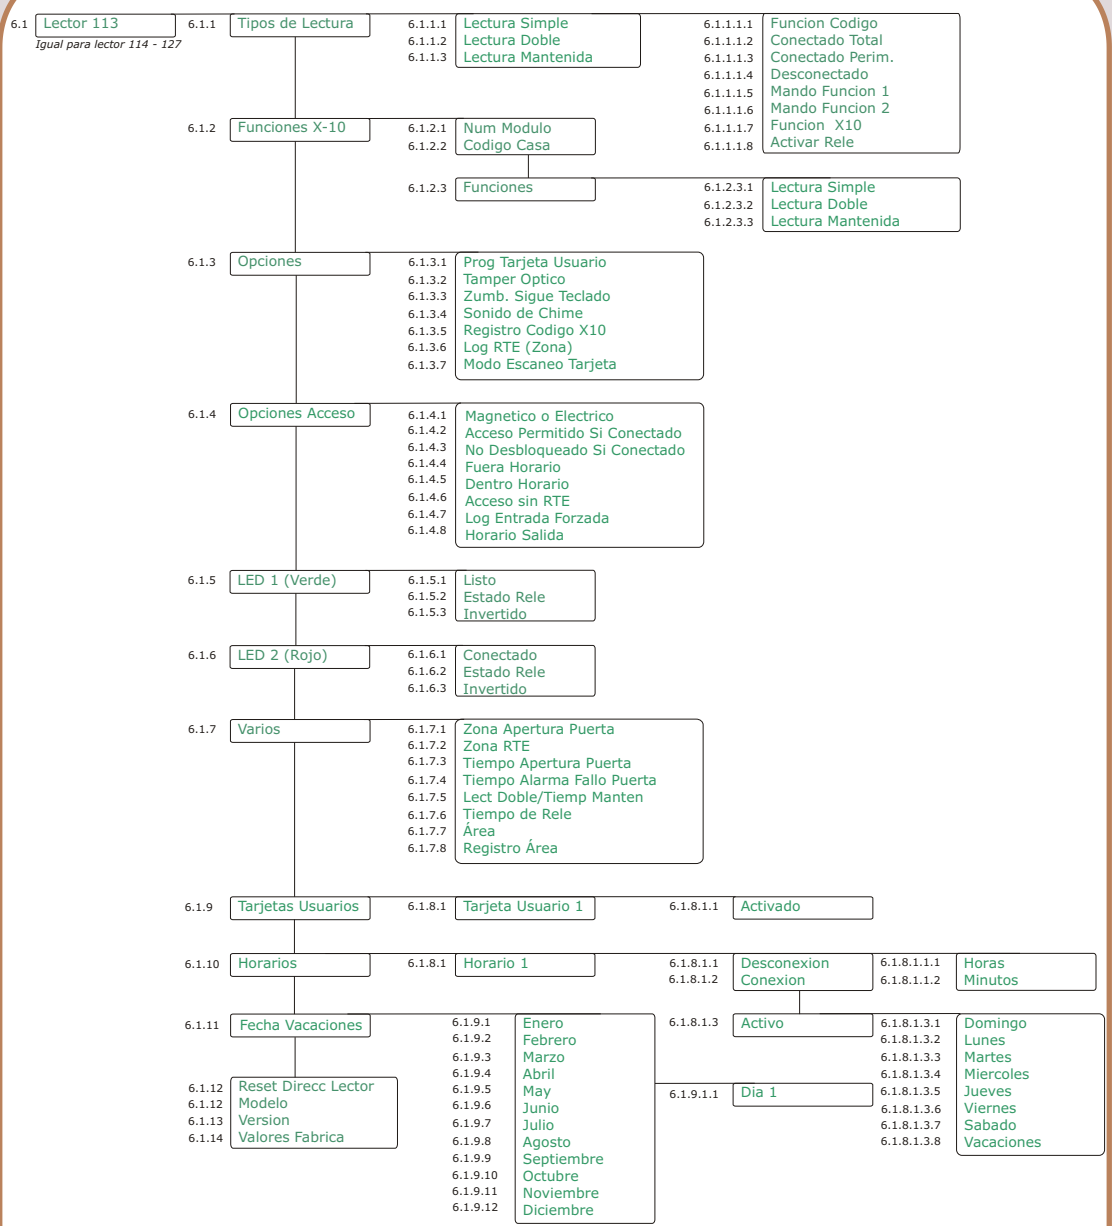 6.1 Lector 113
Igual para lector 114 - 127
6.1.1 Tipos de Lectura
6.1.1.1 Lectura Simple
6.1.1.2 Lectura Doble
6.1.1.3 Lectura Mantenida
6.1.1.1.1 Funcion Codigo
6.1.1.1.2 Conectado Total
6.1.1.1.3 Conectado Perim.
6.1.1.1.4 Desconectado
6.1.1.1.5 Mando Funcion 1
6.1.1.1.6 Mando Funcion 2
6.1.1.1.7 Funcion X10
6.1.1.1.8 Activar Rele
6.1.2 Funciones X-10
6.1.2.1 Num Modulo
6.1.2.2 Codigo Casa
6.1.2.3 Funciones
6.1.2.3.1 Lectura Simple
6.1.2.3.2 Lectura Doble
6.1.2.3.3 Lectura Mantenida
6.1.3 Opciones
6.1.3.1 Prog Tarjeta Usuario
6.1.3.2 Tamper Optico
6.1.3.3 Zumb. Sigue Teclado
6.1.3.4 Sonido de Chime
6.1.3.5 Registro Codigo X10
6.1.3.6 Log RTE (Zona)
6.1.3.7 Modo Escaneo Tarjeta
6.1.4 Opciones Acceso
6.1.4.1 Magnetico o Electrico
6.1.4.2 Acceso Permitido Si Conectado
6.1.4.3 No Desbloqueado Si Conectado
6.1.4.4 Fuera Horario
6.1.4.5 Dentro Horario
6.1.4.6 Acceso sin RTE
6.1.4.7 Log Entrada Forzada
6.1.4.8 Horario Salida
6.1.5 LED 1 (Verde)
6.1.5.1 Listo
6.1.5.2 Estado Rele
6.1.5.3 Invertido
6.1.6 LED 2 (Rojo)
6.1.6.1 Conectado
6.1.6.2 Estado Rele
6.1.6.3 Invertido
6.1.7 Varios
6.1.7.1 Zona Apertura Puerta
6.1.7.2 Zona RTE
6.1.7.3 Tiempo Apertura Puerta
6.1.7.4 Tiempo Alarma Fallo Puerta
6.1.7.5 Lect Doble/Tiemp Manten
6.1.7.6 Tiempo de Rele
6.1.7.7 Área
6.1.7.8 Registro Área
6.1.9 Tarjetas Usuarios
6.1.8.1 Tarjeta Usuario 1
6.1.8.1.1 Activado
6.1.10 Horarios
6.1.8.1 Horario 1
6.1.8.1.1 Desconexion
6.1.8.1.2 Conexion
6.1.8.1.1.1 Horas
6.1.8.1.1.2 Minutos
6.1.8.1.3 Activo
6.1.8.1.3.1 Domingo
6.1.8.1.3.2 Lunes
6.1.8.1.3.3 Martes
6.1.8.1.3.4 Miercoles
6.1.8.1.3.5 Jueves
6.1.8.1.3.6 Viernes
6.1.8.1.3.7 Sabado
6.1.8.1.3.8 Vacaciones
6.1.11 Fecha Vacaciones
6.1.9.1 Enero
6.1.9.2 Febrero
6.1.9.3 Marzo
6.1.9.4 Abril
6.1.9.5 May
6.1.9.6 Junio
6.1.9.7 Julio
6.1.9.8 Agosto
6.1.9.9 Septiembre
6.1.9.10 Octubre
6.1.9.11 Noviembre
6.1.9.12 Diciembre
6.1.9.1.1 Dia 1
6.1.12 Reset Direcc Lector
6.1.12 Modelo
6.1.13 Version
6.1.14 Valores Fabrica